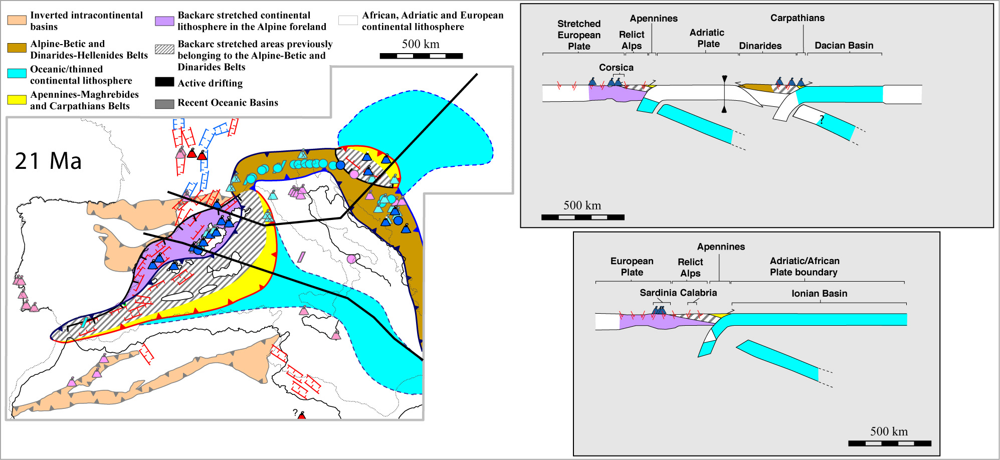 Inverted intracontinental
basins
Alpine-Betic and
Dinarides-Hellenides Belts
Oceanic/thinned
continental lithosphere
Apennines-Maghrebides
and Carpathians Belts
Backarc stretched continental
lithosphere in the Alpine foreland
Backarc stretched areas previously
belonging to the Alpine-Betic and
Dinarides Belts
Active drifting
Recent Oceanic Basins
African, Adriatic and European
continental lithosphere
500 km
21 Ma
500 km
?
Stretched
European
Plate
Relict
Alps
Apennines
Adriatic
Plate
Dinarides
Carpathians
Dacian Basin
Corsica
?
European
Plate
Relict
Alps
Apennines
Adriatic/African
Plate boundary
Sardinia
Calabria
Ionian Basin
500 km